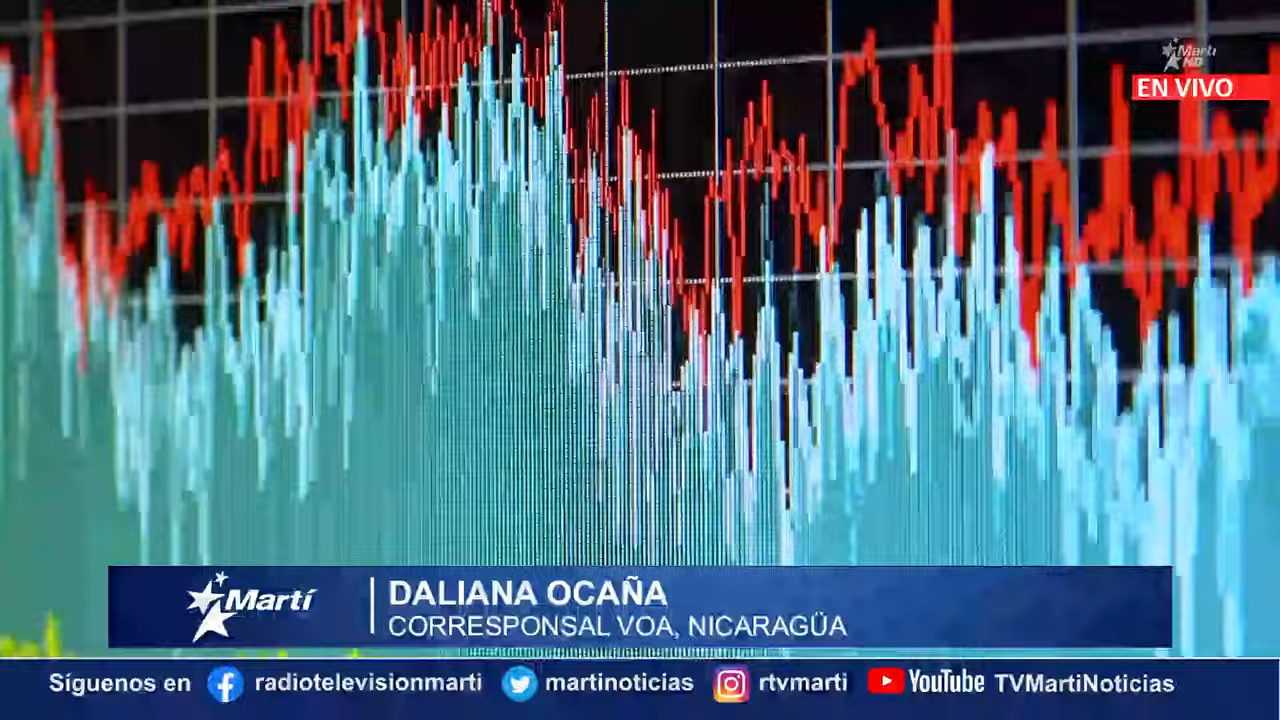 Martí
HD
EN VIVO
Martí
DALIANA OCAÑA
CORRESPONSAL VOA, NICARAGÜA
Síguenos en radiotelevisionmarti martinoticias rtvmarti YouTube TVMartiNoticias